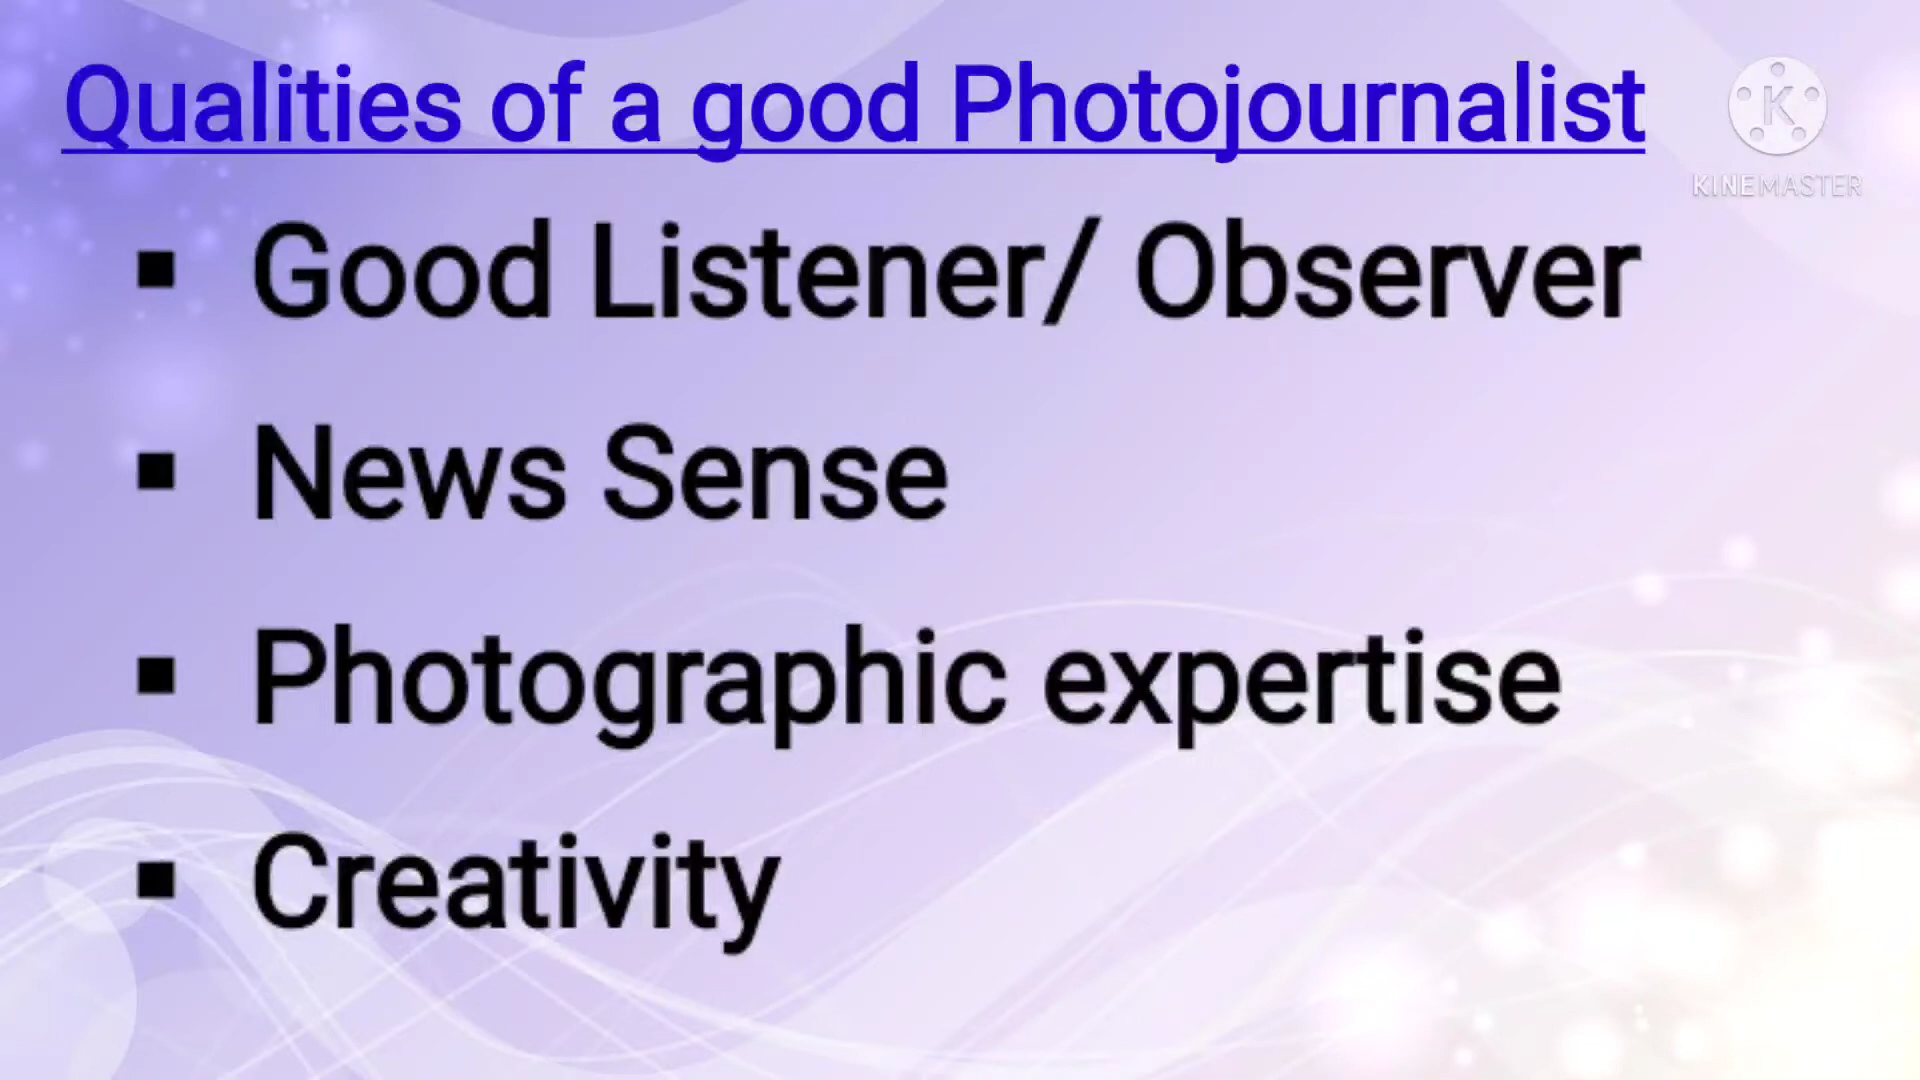 Qualities of a good Photojournalist
K
KINEMASTER
▪ Good Listener/ Observer
▪ News Sense
▪ Photographic expertise
▪ Creativity